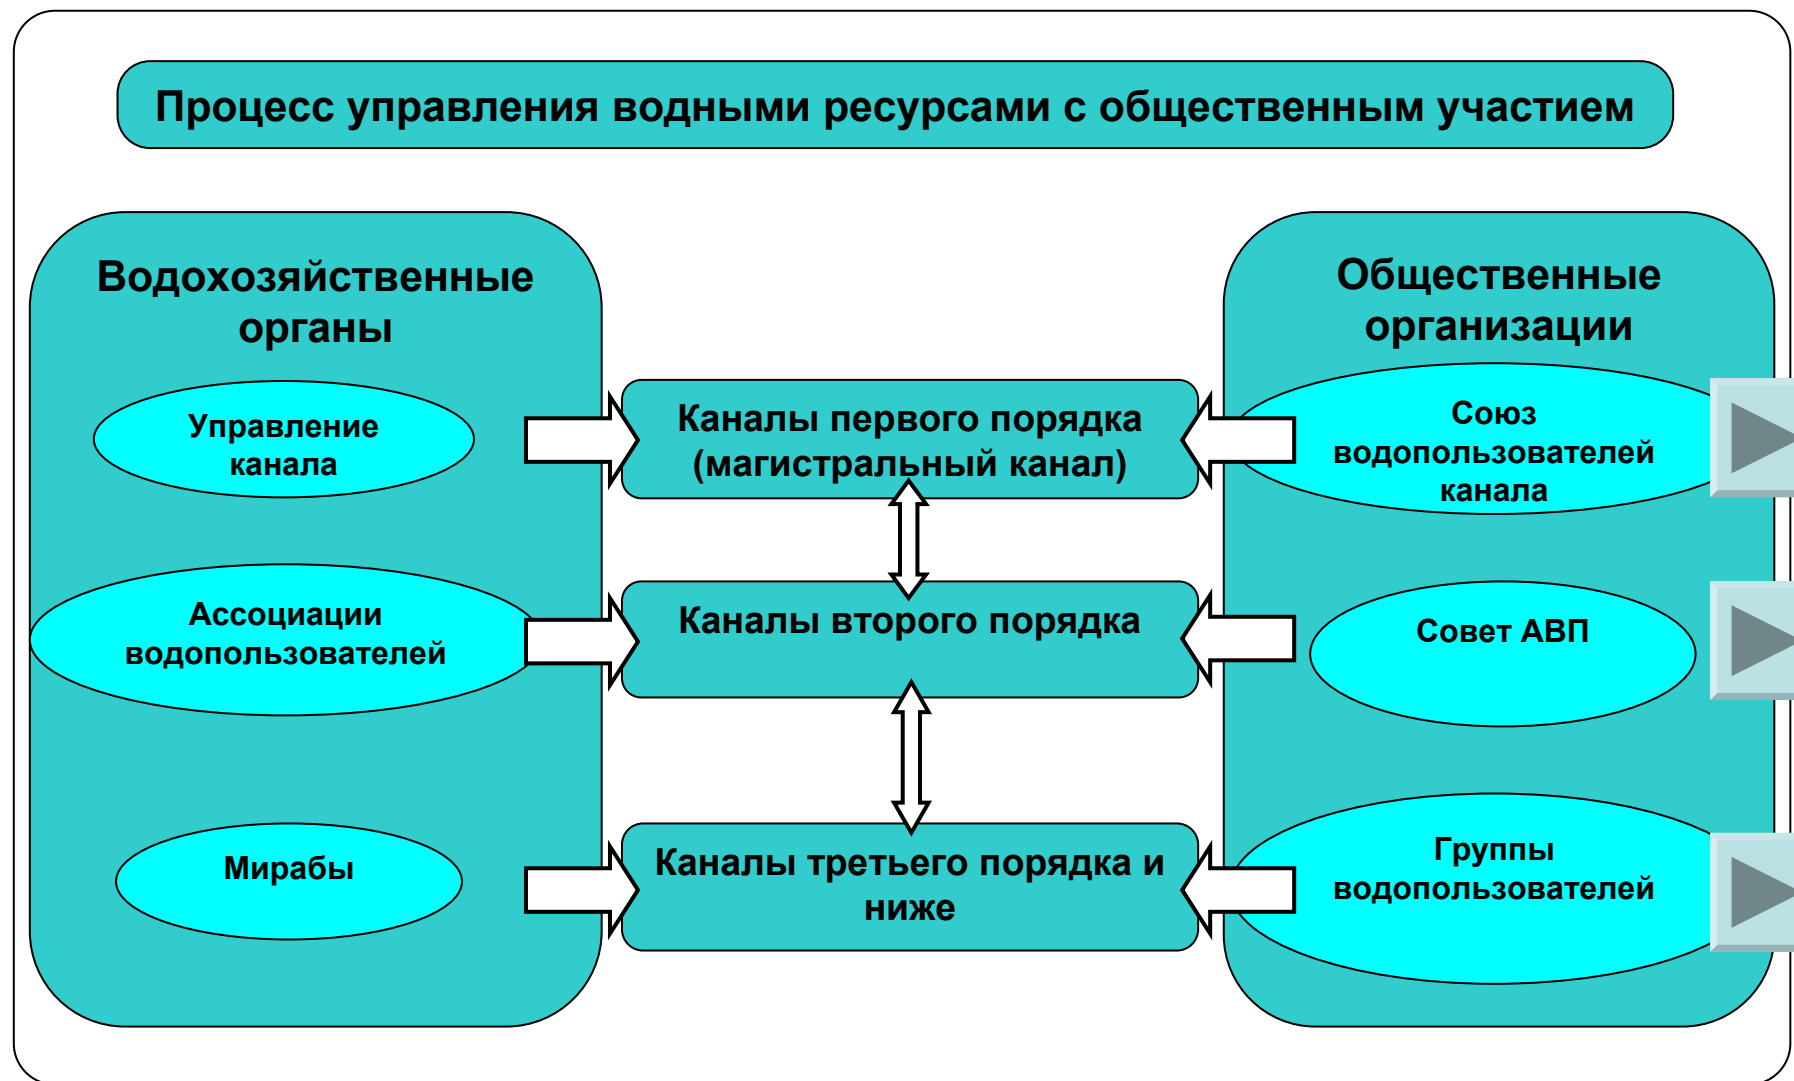 Процесс управления водными ресурсами с общественным участием
Водохозяйственные
органы
Управление
канала
Ассоциации
водопользователей
Мирабы
Каналы первого порядка
(магистральный канал)
Каналы второго порядка
Каналы третьего порядка и
ниже
Общественные
организации
Союз
водопользователей
канала
Совет АВП
Группы
водопользователей